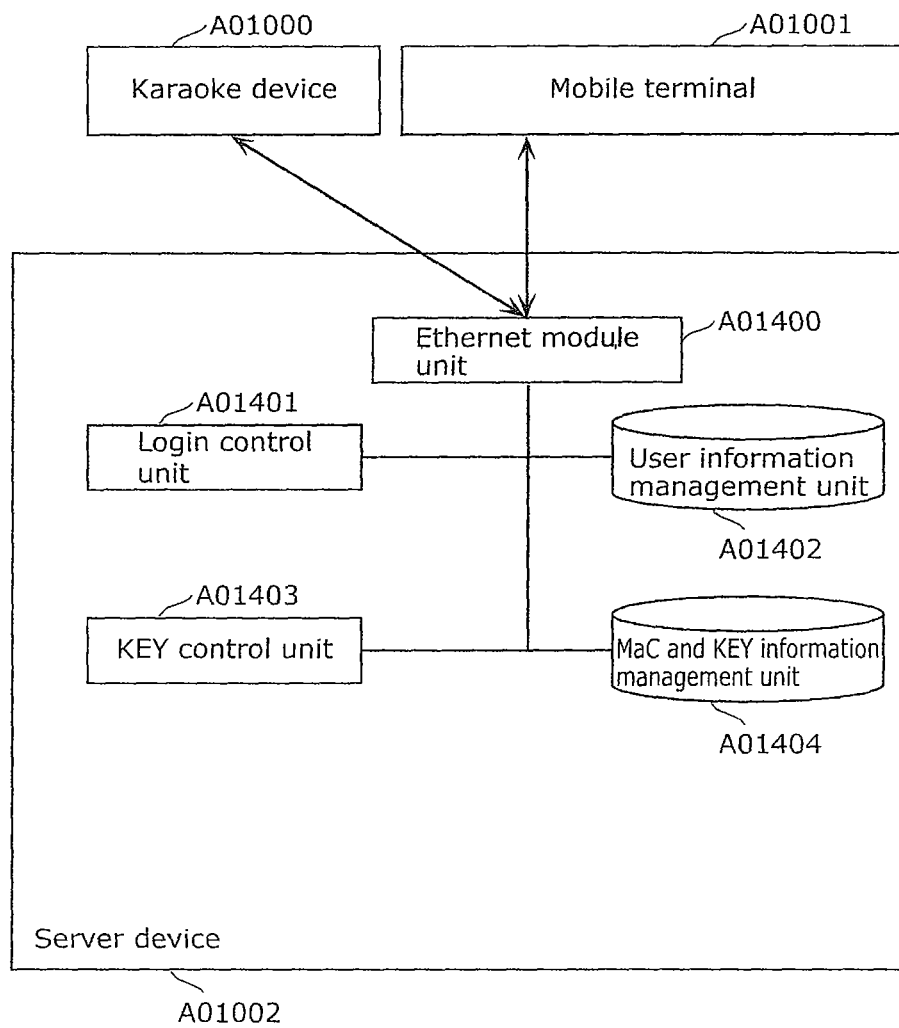 A01000
A01001
Karaoke device
Mobile terminal
Ethernet module
unit
A01400
A01401
Login control
unit
User information
management unit
A01402
A01403
KEY control unit
MaC and KEY information
management unit
A01404
Server device
A01002